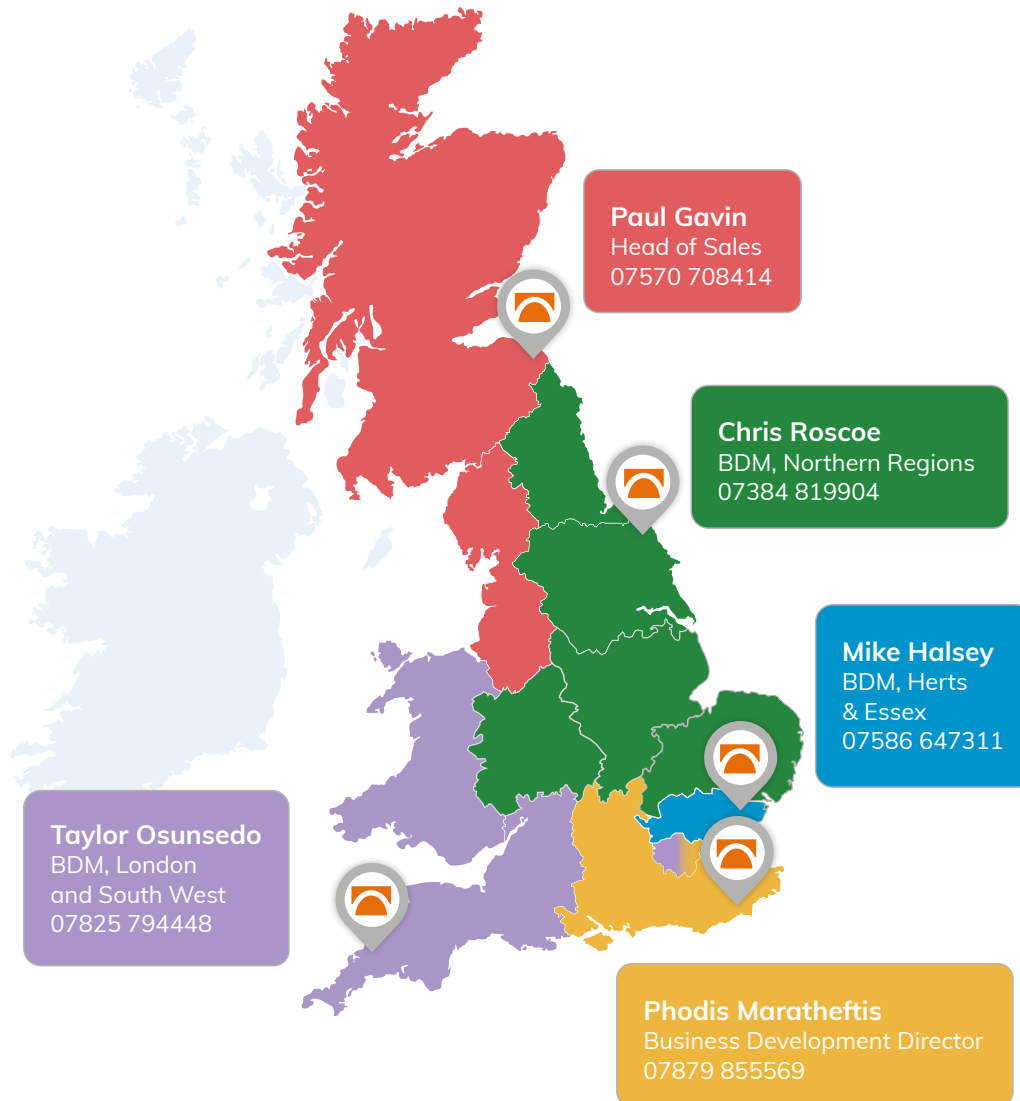 Paul Gavin
Head of Sales
07570 708414
Chris Roscoe
BDM, Northern Regions
07384 819904
Mike Halsey
BDM, Herts
& Essex
07586 647311
Taylor Osunsedo
BDM, London
and South West
07825 794448
Phodis Maratheftis
Business Development Director
07879 855569